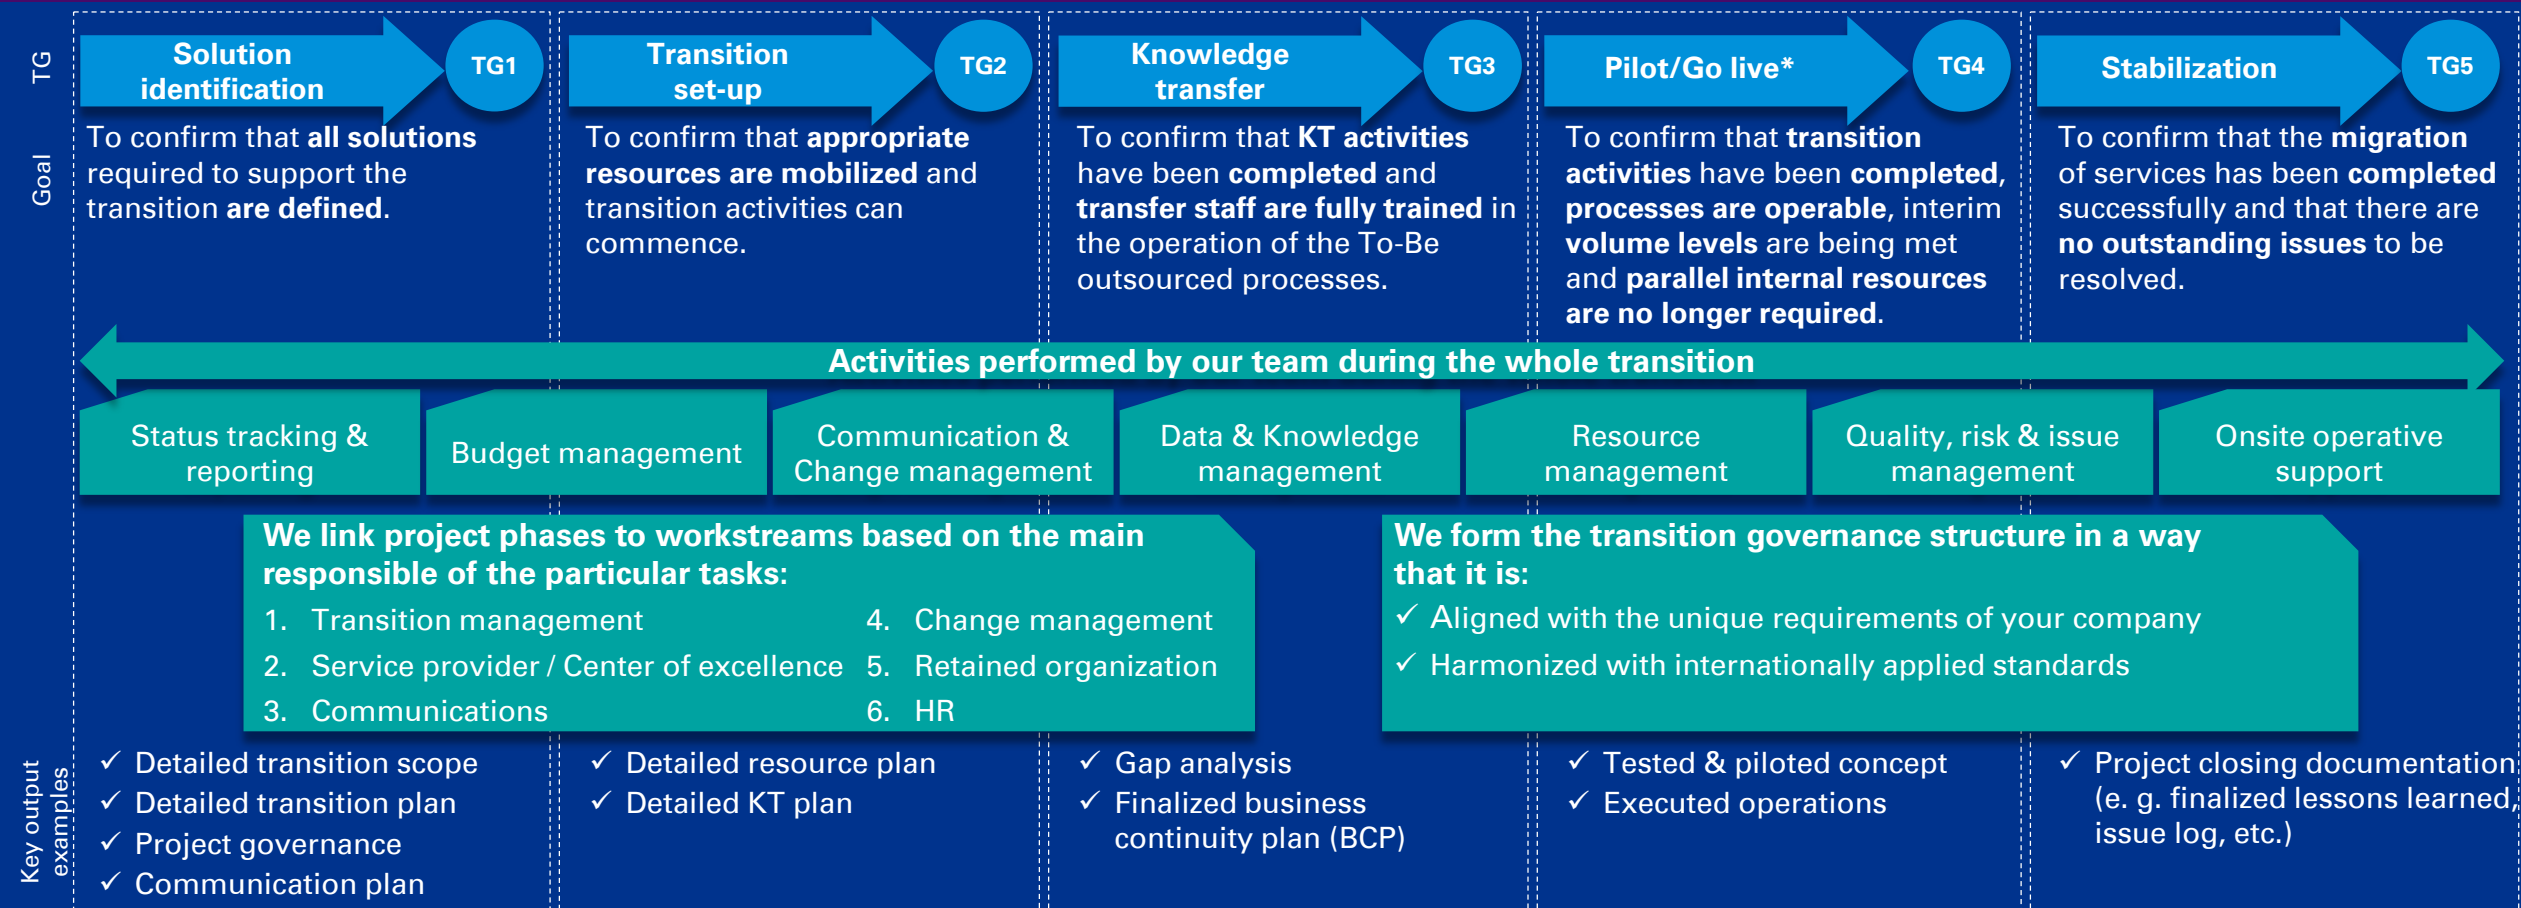 TG
Solution
identification
TG1
Transition
set-up
TG2
Knowledge
transfer
TG3
Pilot/Go live*
TG4
Stabilization
TG5
Goal
To confirm that all solutions
required to support the
transition are defined.
To confirm that appropriate
resources are mobilized and
transition activities can
commence.
To confirm that KT activities
have been completed and
transfer staff are fully trained in
the operation of the To-Be
outsourced processes.
To confirm that transition
activities have been completed,
processes are operable, interim
volume levels are being met
and parallel internal resources
are no longer required.
To confirm that the migration
of services has been completed
successfully and that there are
no outstanding issues to be
resolved.
Activities performed by our team during the whole transition
Status tracking &
reporting
Budget management
Communication &
Change management
Data & Knowledge
management
Resource
management
Quality, risk & issue
management
Onsite operative
support
We link project phases to workstreams based on the main
responsible of the particular tasks:
1. Transition management
2. Service provider / Center of excellence
3. Communications
4. Change management
5. Retained organization
6. HR
We form the transition governance structure in a way
that it is:
✓ Aligned with the unique requirements of your company
✓ Harmonized with internationally applied standards
Key output
examples
✓ Detailed transition scope
✓ Detailed transition plan
✓ Project governance
✓ Communication plan
✓ Detailed resource plan
✓ Detailed KT plan
✓ Gap analysis
✓ Finalized business
continuity plan (BCP)
✓ Tested & piloted concept
✓ Executed operations
✓ Project closing documentation
(e. g. finalized lessons learned,
issue log, etc.)